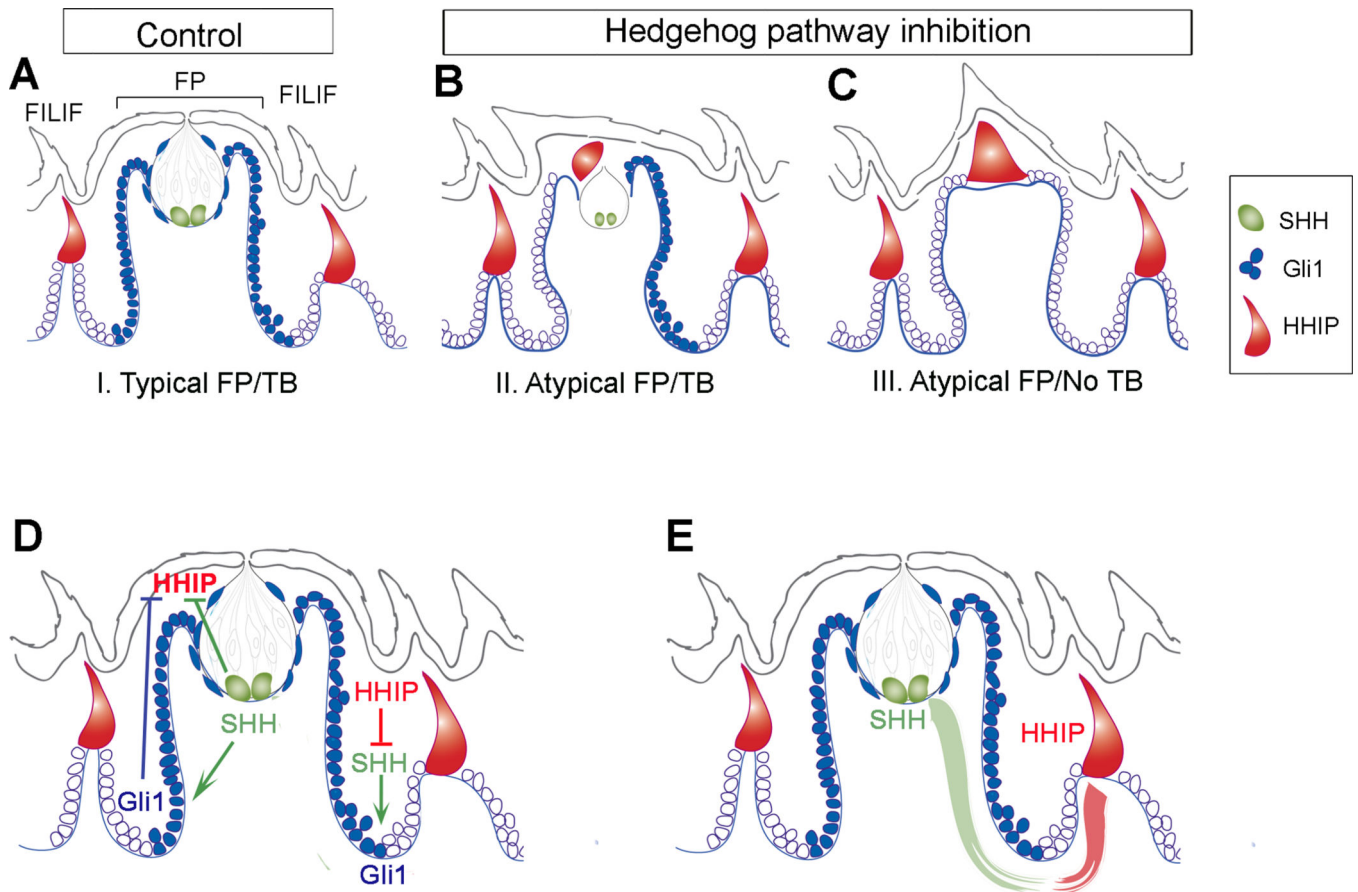 Control
Hedgehog pathway inhibition
A
FP
FILIF
FILIF
B
C
SHH
Gli1
HHIP
I. Typical FP/TB
II. Atypical FP/TB
III. Atypical FP/No TB
D
HHIP
SHH
Gli1
HHIP
SHH
Gli1
E
SHH
HHIP